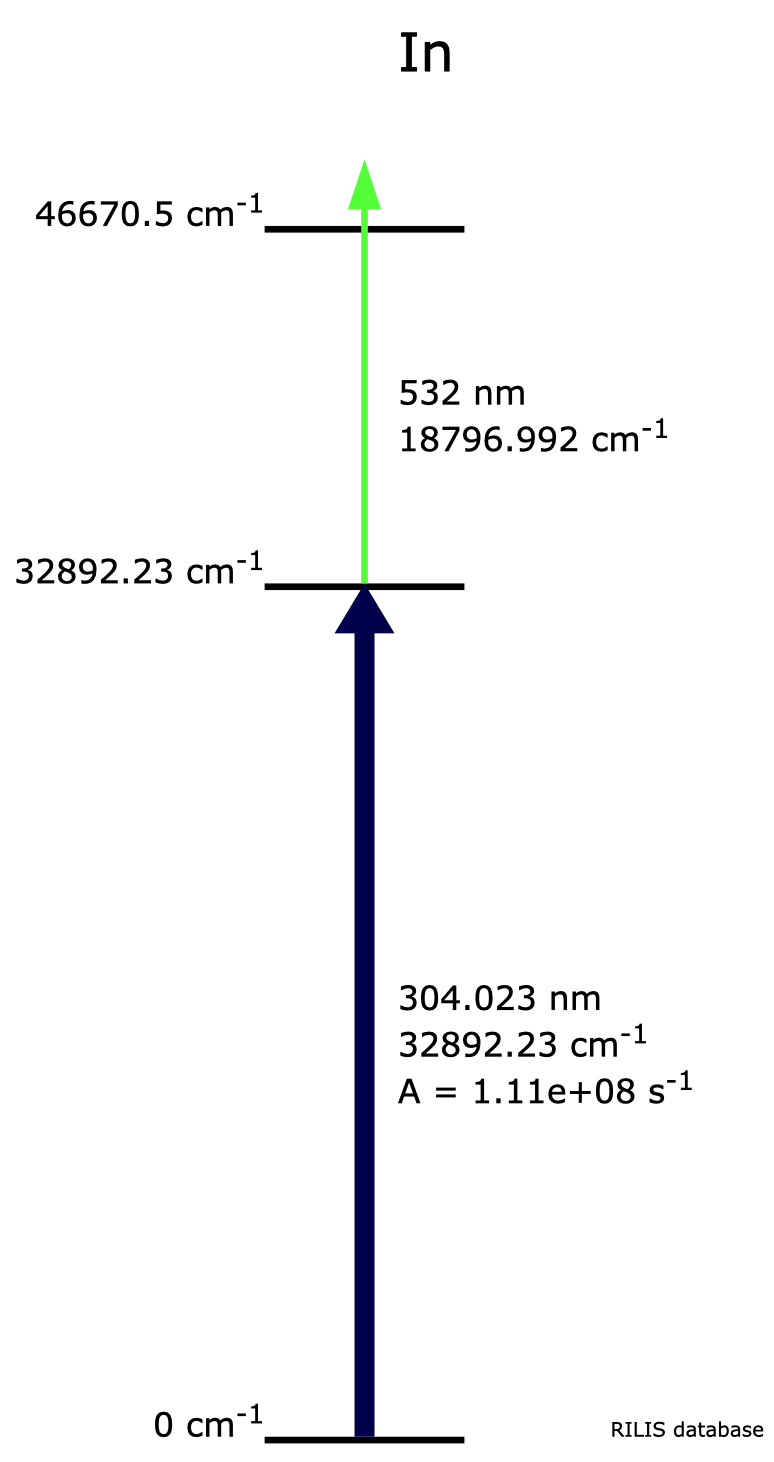 In
46670.5 cm⁻¹
532 nm
18796.992 cm⁻¹
32892.23 cm⁻¹
304.023 nm
32892.23 cm⁻¹
A = 1.11e+08 s⁻¹
0 cm⁻¹
RILIS database